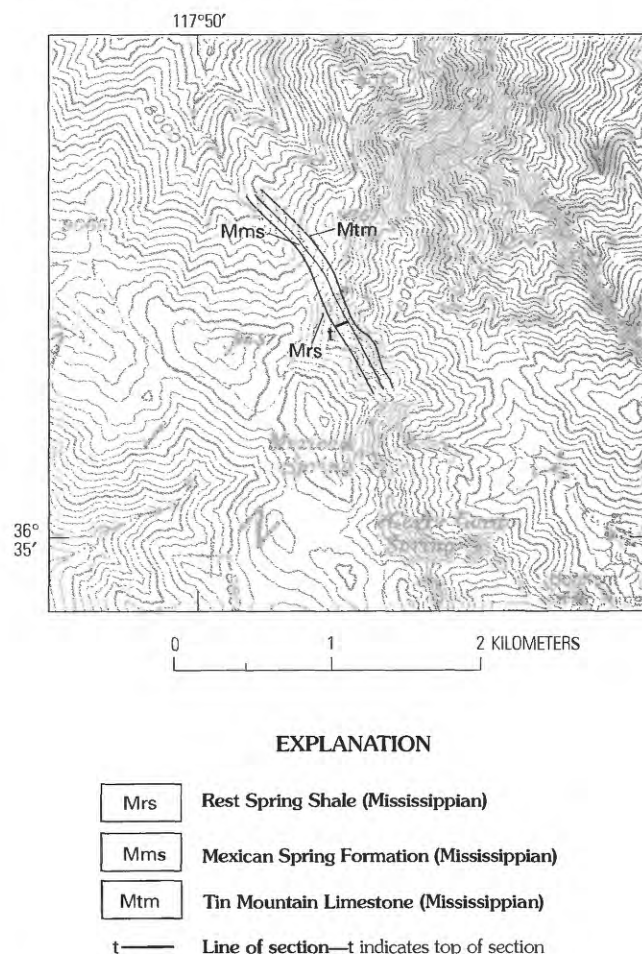 117°50′
8000
Mms
Mtm
t
Mrs
36°
35′
0 1 2 KILOMETERS
EXPLANATION
Mrs Rest Spring Shale (Mississippian)
Mms Mexican Spring Formation (Mississippian)
Mtm Tin Mountain Limestone (Mississippian)
t— Line of section—t indicates top of section